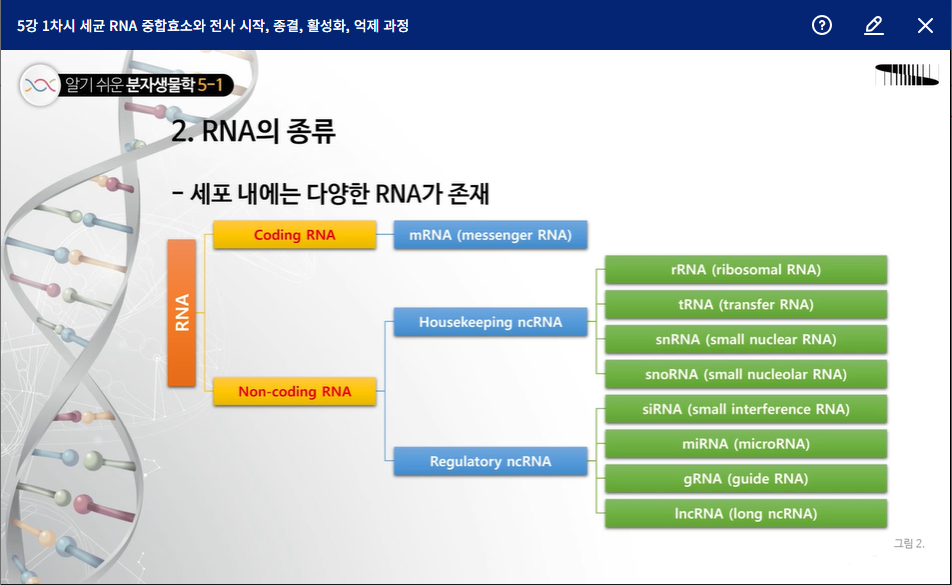 5강 1차시 세균 RNA 중합효소와 전사 시작, 종결, 활성화, 억제 과정
알기 쉬운 분자생물학 5-1
2. RNA의 종류
- 세포 내에는 다양한 RNA가 존재
RNA
Coding RNA
mRNA (messenger RNA)
Non-coding RNA
Housekeeping ncRNA
rRNA (ribosomal RNA)
tRNA (transfer RNA)
snRNA (small nuclear RNA)
snoRNA (small nucleolar RNA)
Regulatory ncRNA
siRNA (small interference RNA)
miRNA (microRNA)
gRNA (guide RNA)
lncRNA (long ncRNA)
그림 2.